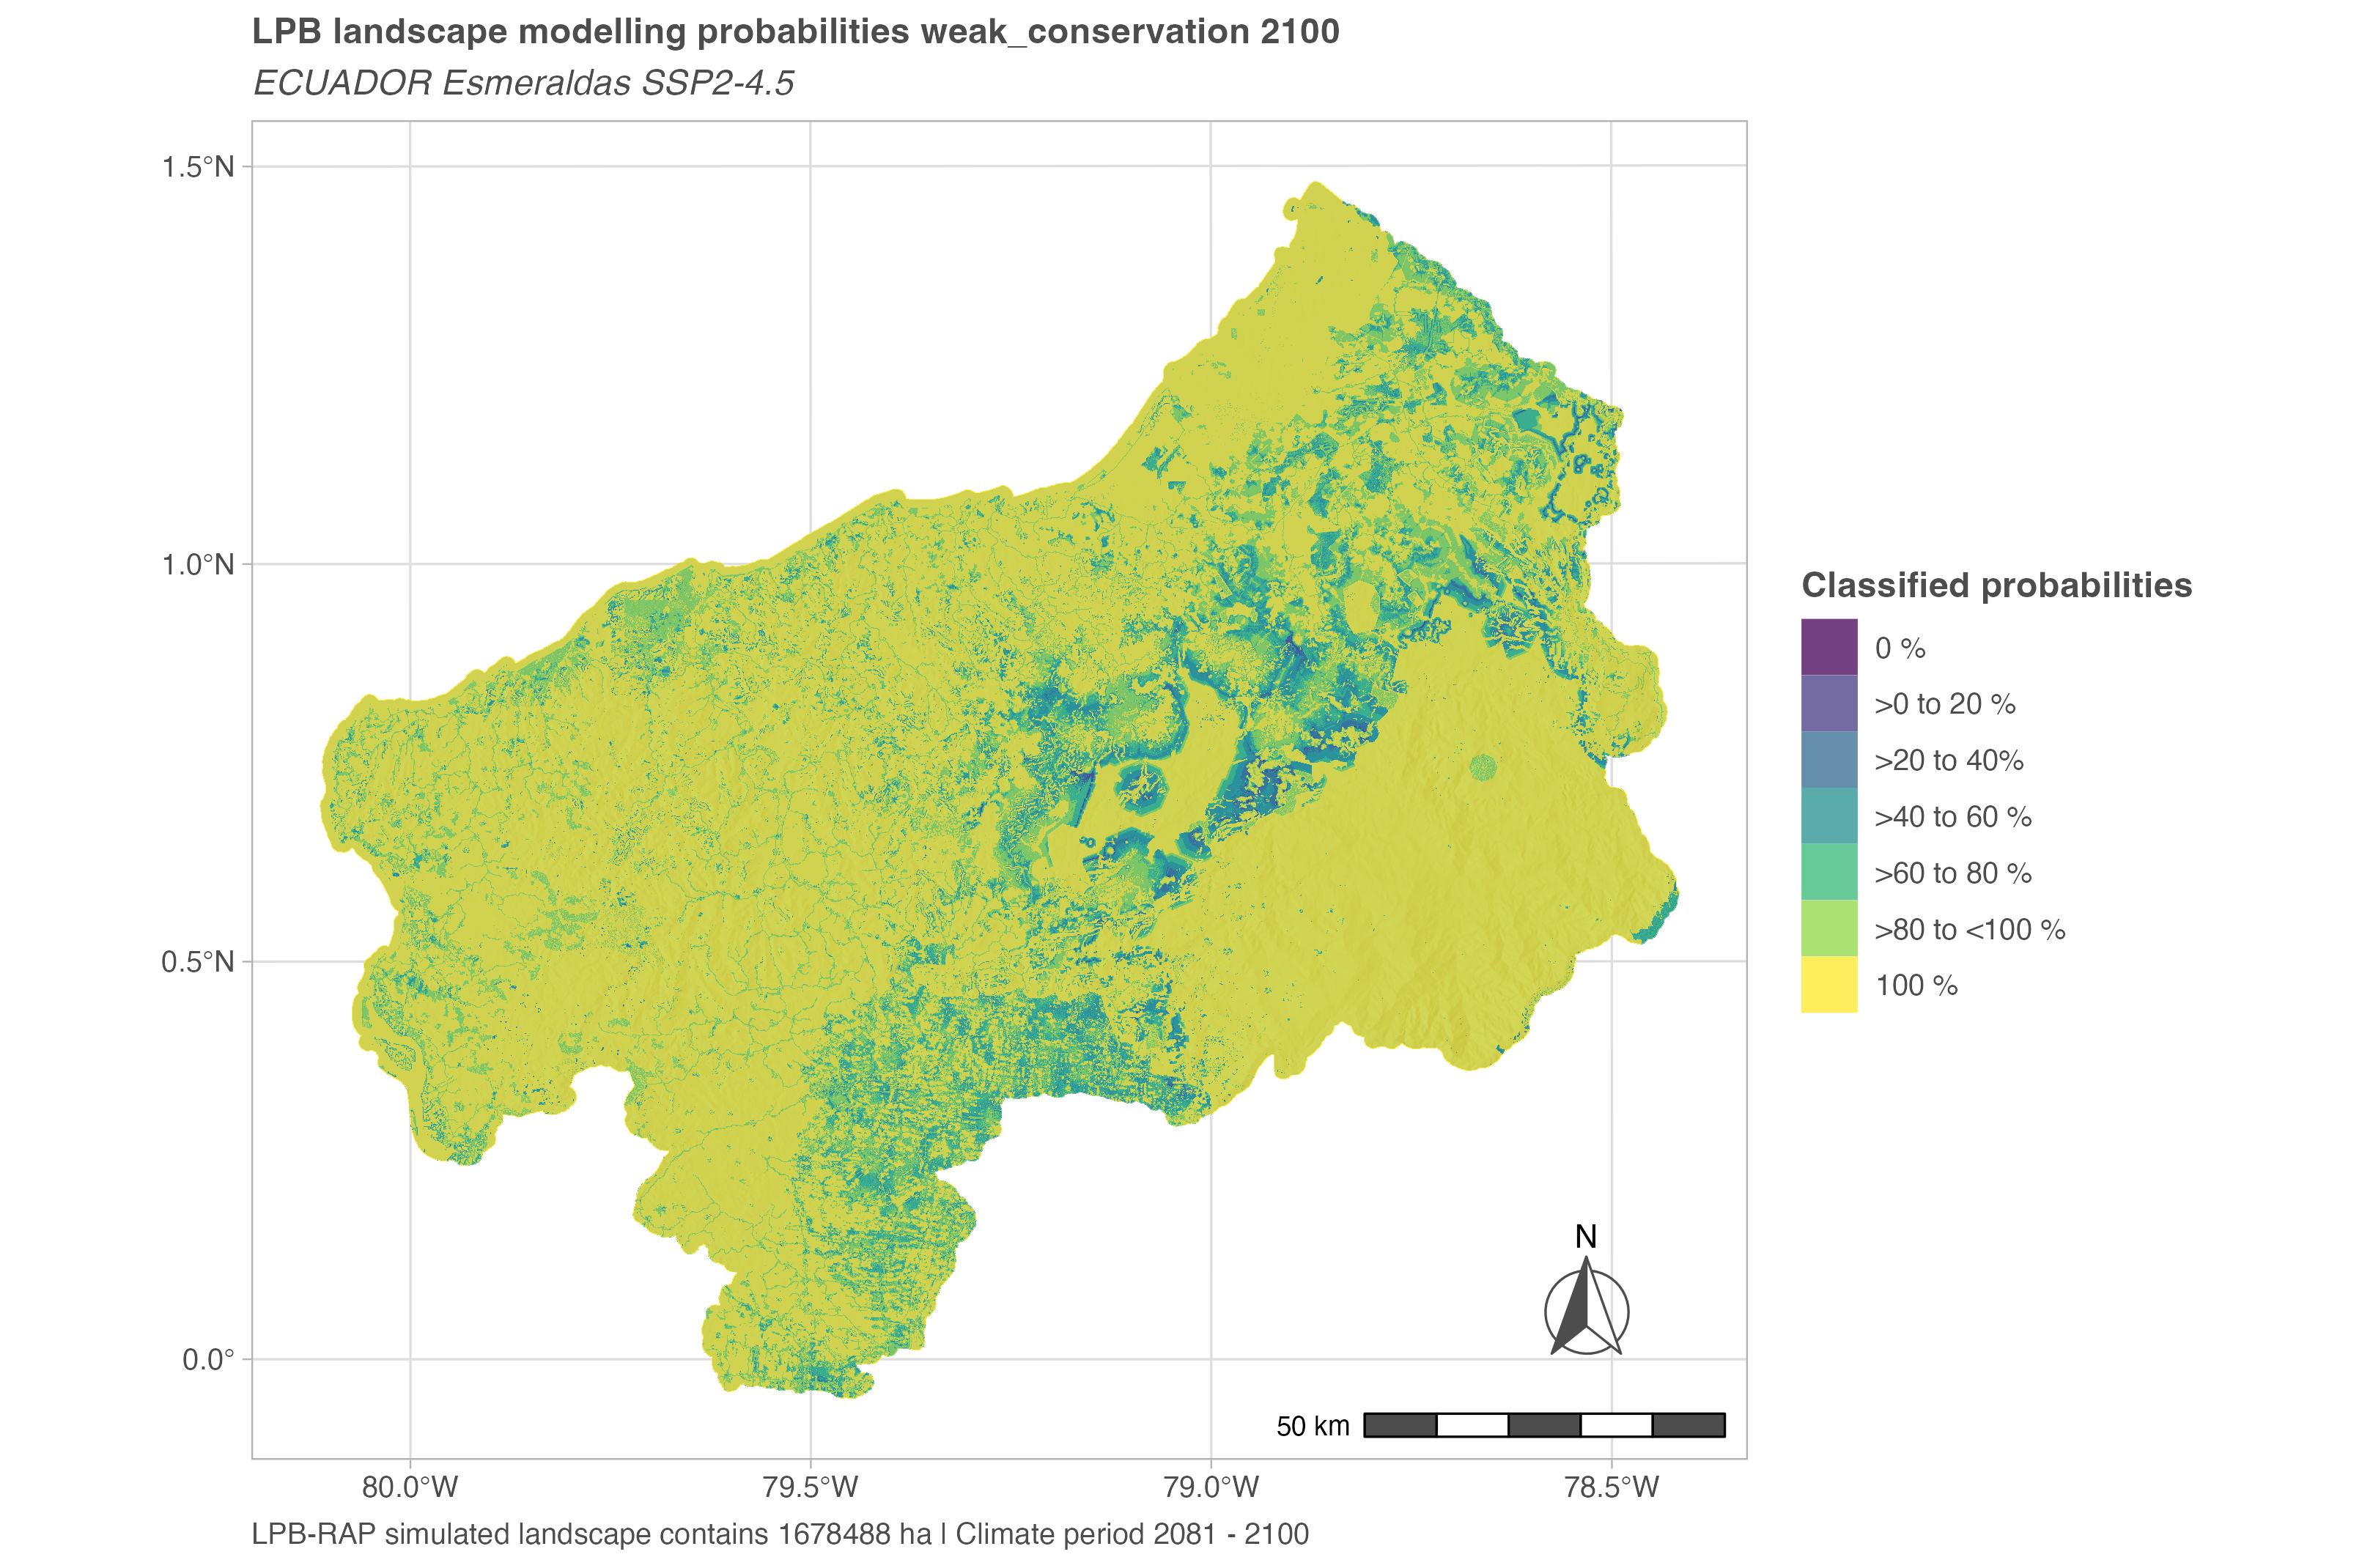 LPB landscape modelling probabilities weak_conservation 2100
ECUADOR Esmeraldas SSP2-4.5
1.5°N
1.0°N
0.5°N
0.0°
80.0°W
79.5°W
79.0°W
78.5°W
N
50 km
Classified probabilities
0 %
>0 to 20 %
>20 to 40%
>40 to 60 %
>60 to 80 %
>80 to <100 %
100 %
LPB-RAP simulated landscape contains 1678488 ha I Climate period 2081 - 2100